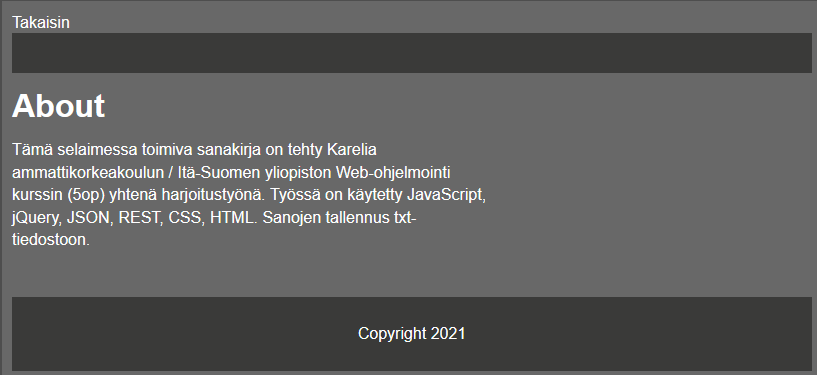 Takaisin
About
Tämä selaimessa toimiva sanakirja on tehty Karelia
ammattikorkeakoulun / Itä-Suomen yliopiston Web-ohjelmointi
kurssin (5op) yhtenä harjoitustyönä. Työssä on käytetty JavaScript,
jQuery, JSON, REST, CSS, HTML. Sanojen tallennus txt-
tiedostoon.
Copyright 2021